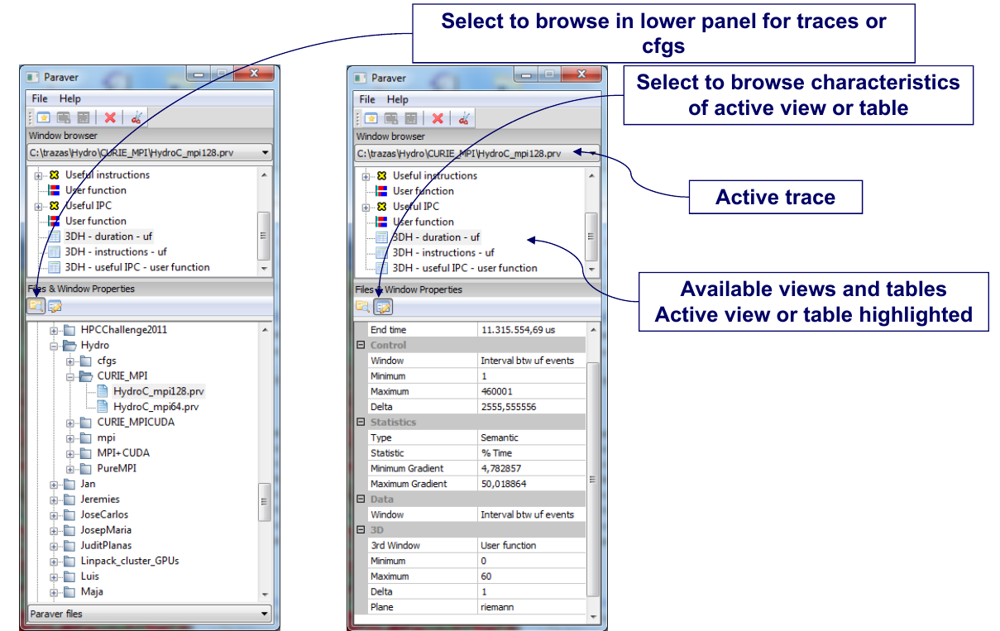 Select to browse in lower panel for traces or
cfgs
Select to browse characteristics
of active view or table
Active trace
Available views and tables
Active view or table highlighted
Paraver
File Help
Window browser
C:\trazas\Hydro\CURIE_MPI\HydroC_mpi128.prv
Useful instructions
User function
Useful IPC
User function
3DH - duration - uf
3DH - instructions - uf
3DH - useful IPC - user function
Files & Window Properties
HPCChallenge2011
Hydro
cfgs
CURIE_MPI
HydroC_mpi128.prv
HydroC_mpi64.prv
CURIE_MPICUDA
mpi
MPI+CUDA
PureMPI
Jan
Jeremies
JoseCarlos
JosepMaria
JuditPlanas
Linpack_cluster_GPUs
Luis
Maja
Paraver files
Paraver
File Help
Window browser
C:\trazas\Hydro\CURIE_MPI\HydroC_mpi128.prv
Useful instructions
User function
Useful IPC
User function
3DH - duration - uf
3DH - instructions - uf
3DH - useful IPC - user function
Files & Window Properties
End time 11.315.554,69 us
Control
Window Interval btw uf events
Minimum 1
Maximum 460001
Delta 2555,555556
Statistics
Type Semantic
Statistic % Time
Minimum Gradient 4,782857
Maximum Gradient 50,018864
Data
Window Interval btw uf events
3D
3rd Window User function
Minimum 0
Maximum 60
Delta 1
Plane riemann